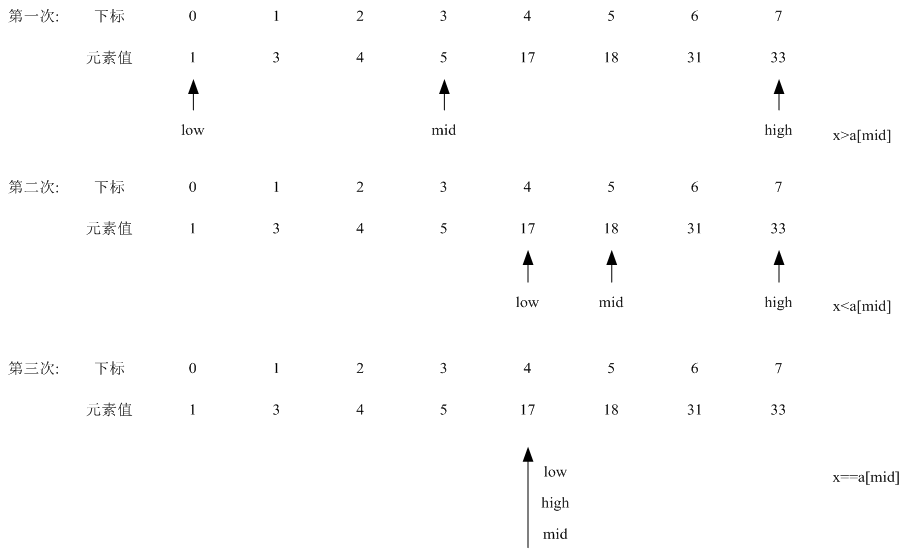 第一次: 下标 0 1 2 3 4 5 6 7
元素值 1 3 4 5 17 18 31 33
low mid high x>a[mid]
第二次: 下标 0 1 2 3 4 5 6 7
元素值 1 3 4 5 17 18 31 33
low mid high x<a[mid]
第三次: 下标 0 1 2 3 4 5 6 7
元素值 1 3 4 5 17 18 31 33
low
high x==a[mid]
mid